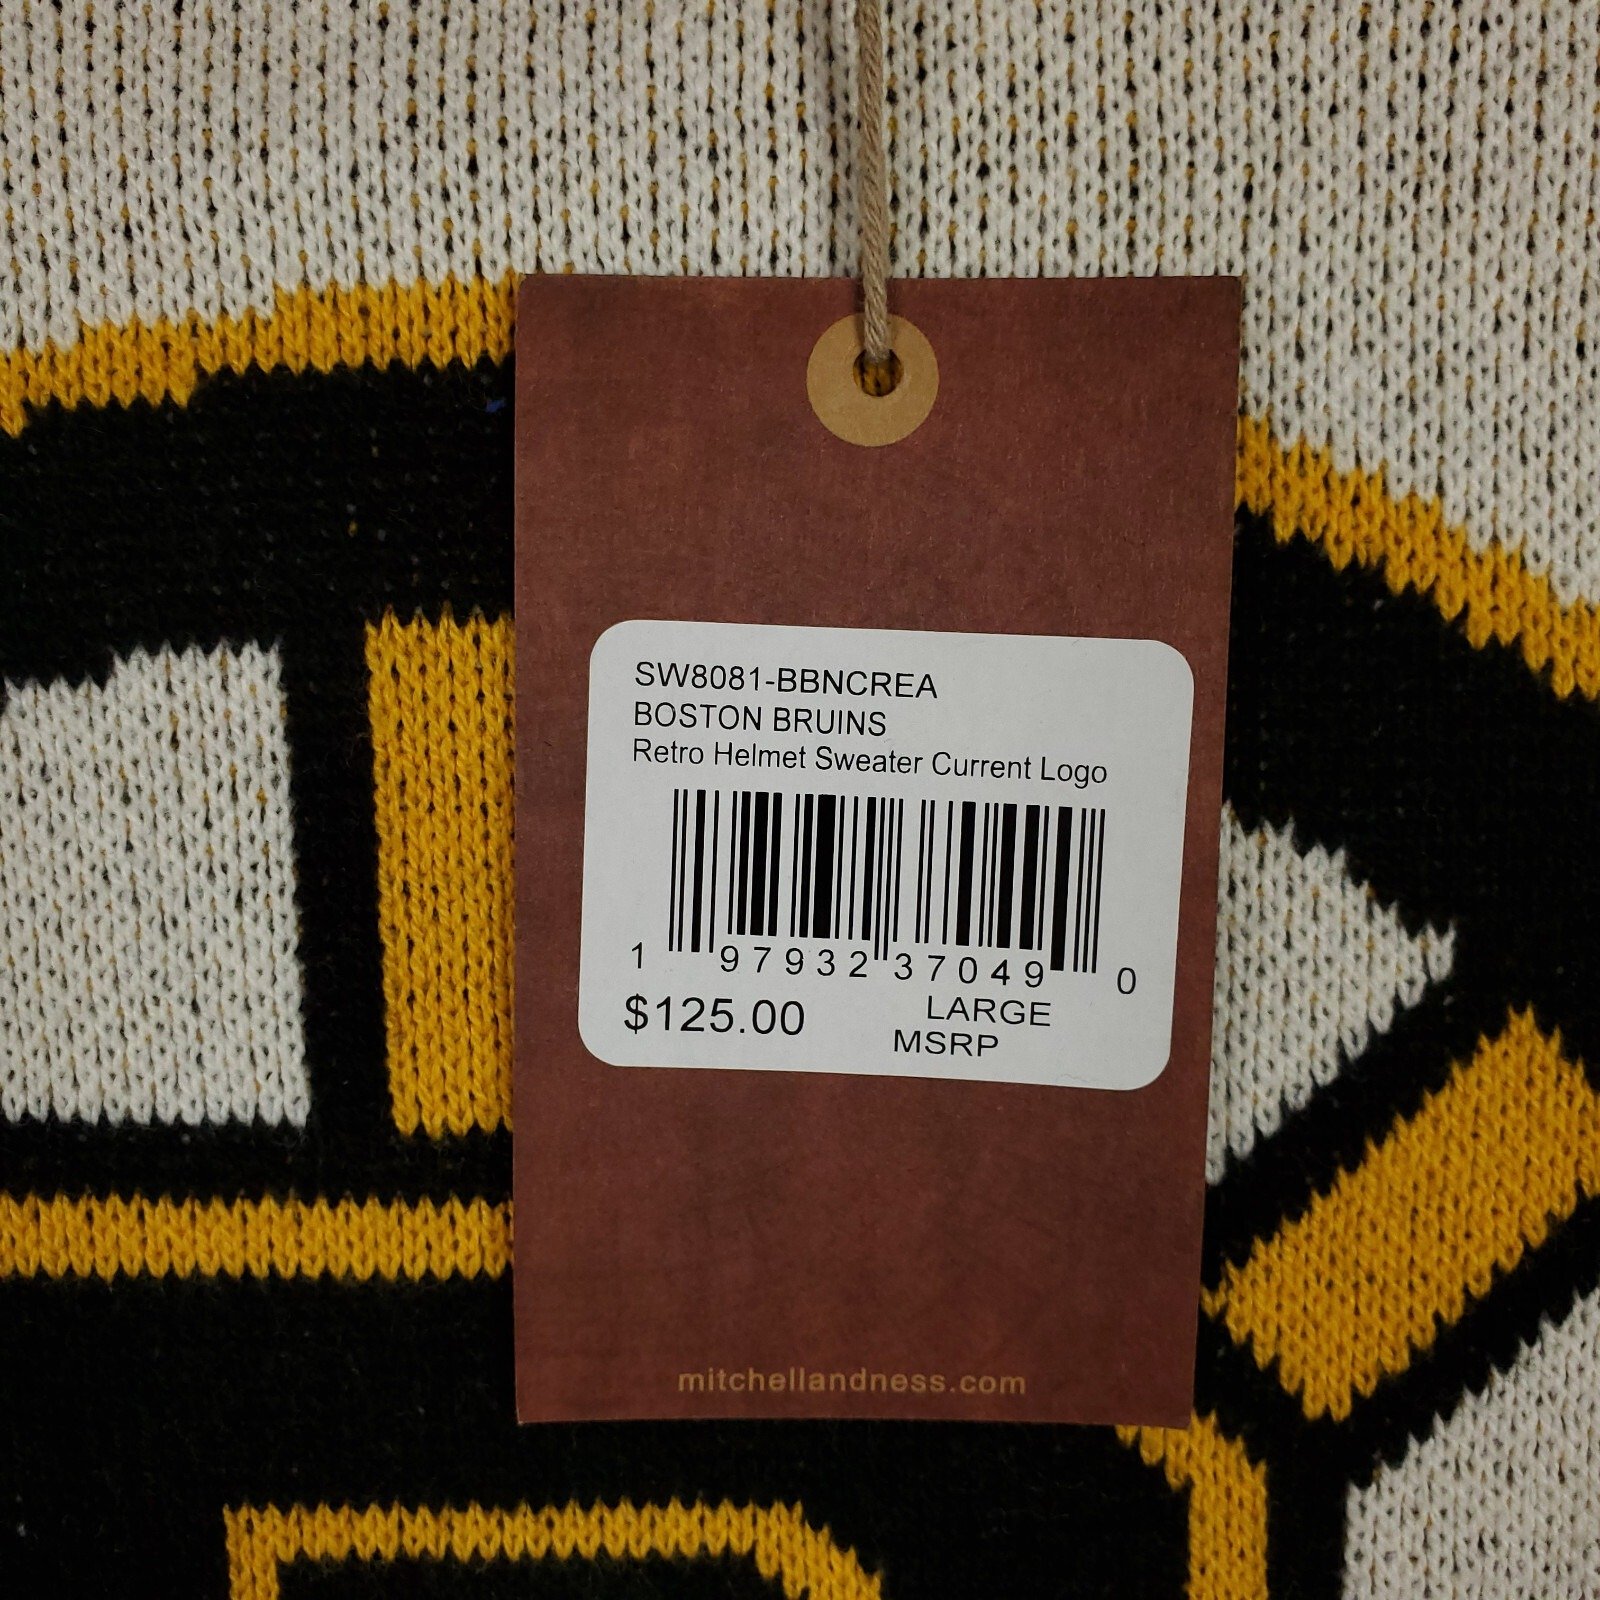 SW8081-BBNCREA
BOSTON BRUINS
Retro Helmet Sweater Current Logo
1 97932 37049 0
$125.00 LARGE
MSRP
mitchellandness.com